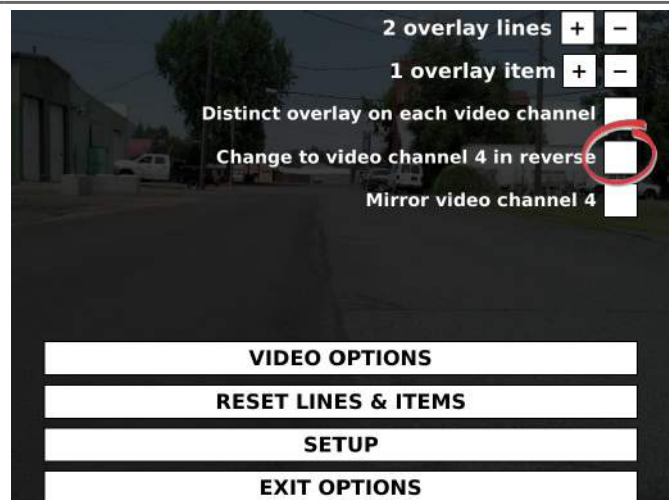 2 overlay lines + −
1 overlay item + −
Distinct overlay on each video channel
Change to video channel 4 in reverse
Mirror video channel 4
VIDEO OPTIONS
RESET LINES & ITEMS
SETUP
EXIT OPTIONS